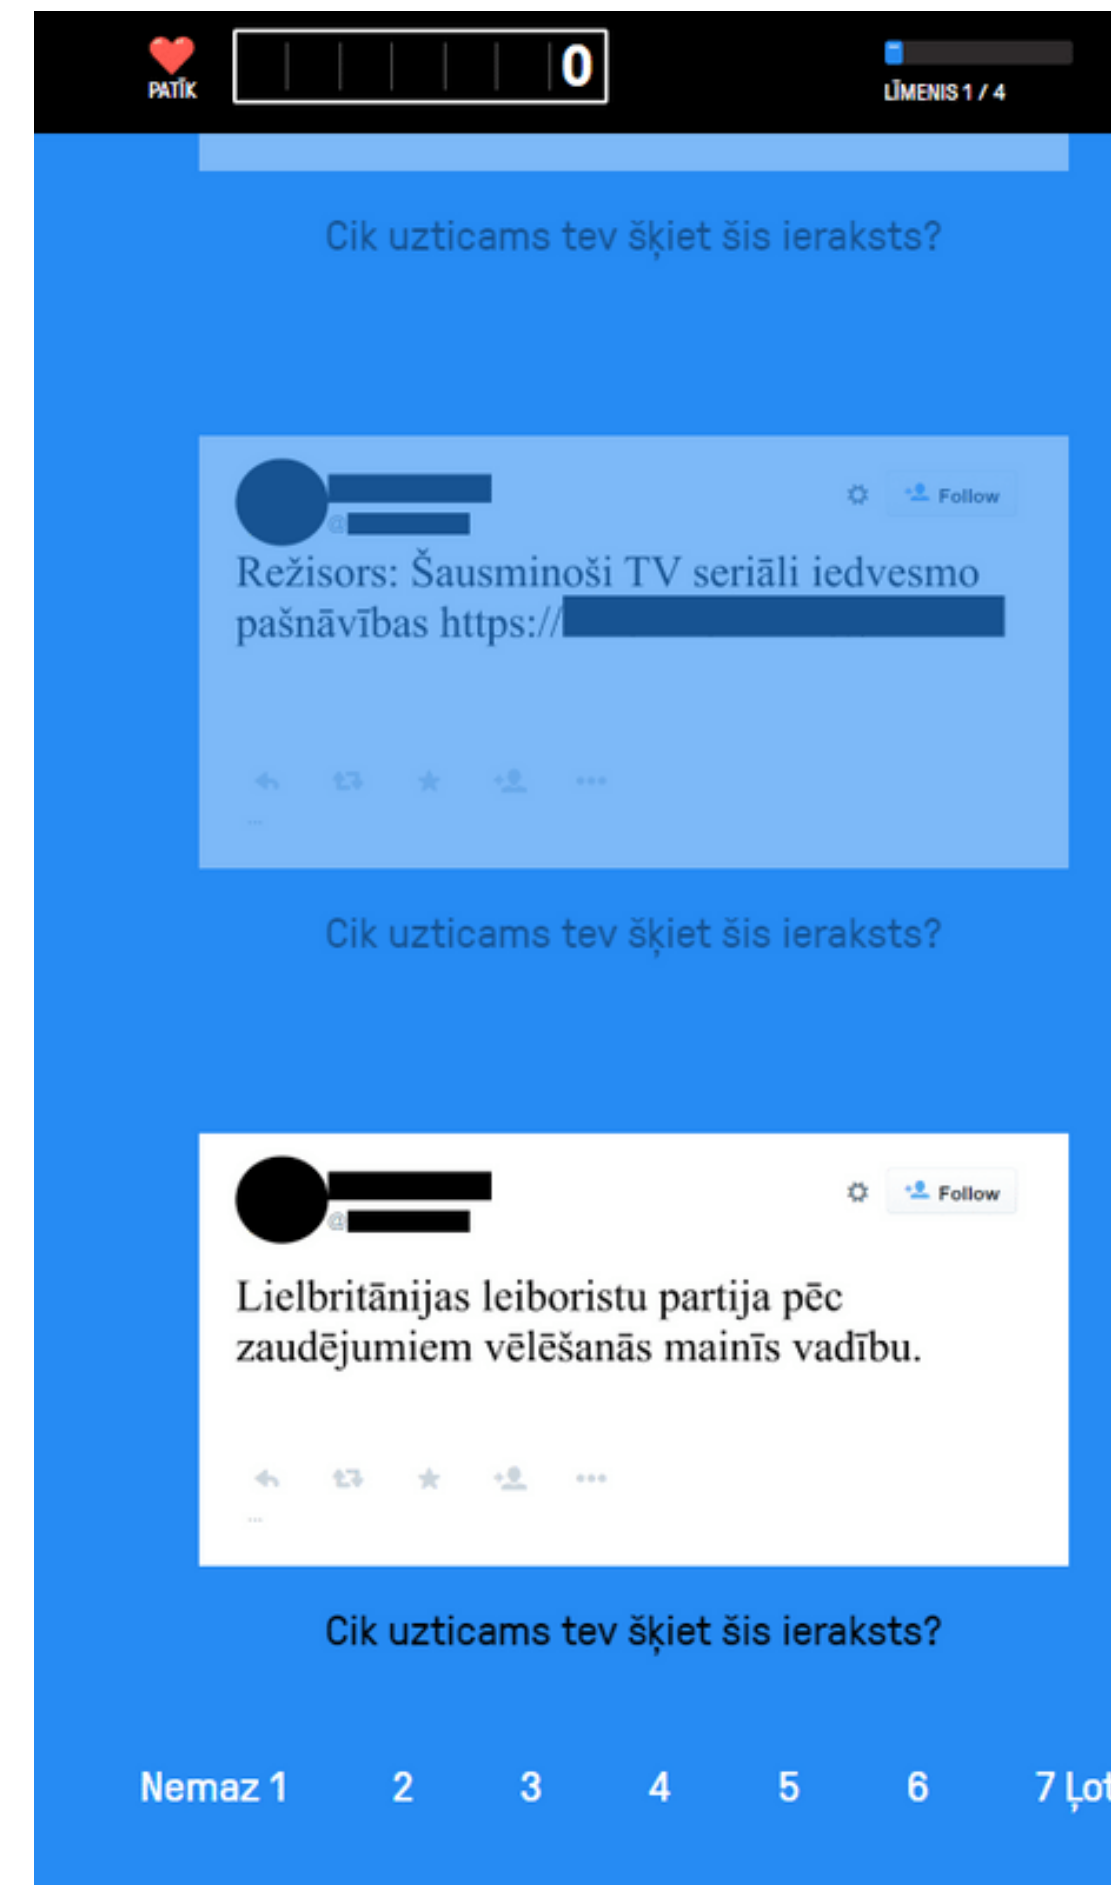 PATĪK
0
LĪMENIS 1 / 4
Cik uzticams tev šķiet šis ieraksts?
Follow
@
Režisors: Šausminoši TV seriāli iedvesmo
pašnāvības https://
...
Cik uzticams tev šķiet šis ieraksts?
Follow
@
Lielbritānijas leiboristu partija pēc
zaudējumiem vēlēšanās mainīs vadību.
...
Cik uzticams tev šķiet šis ieraksts?
Nemaz 1 2 3 4 5 6 7 Ļot